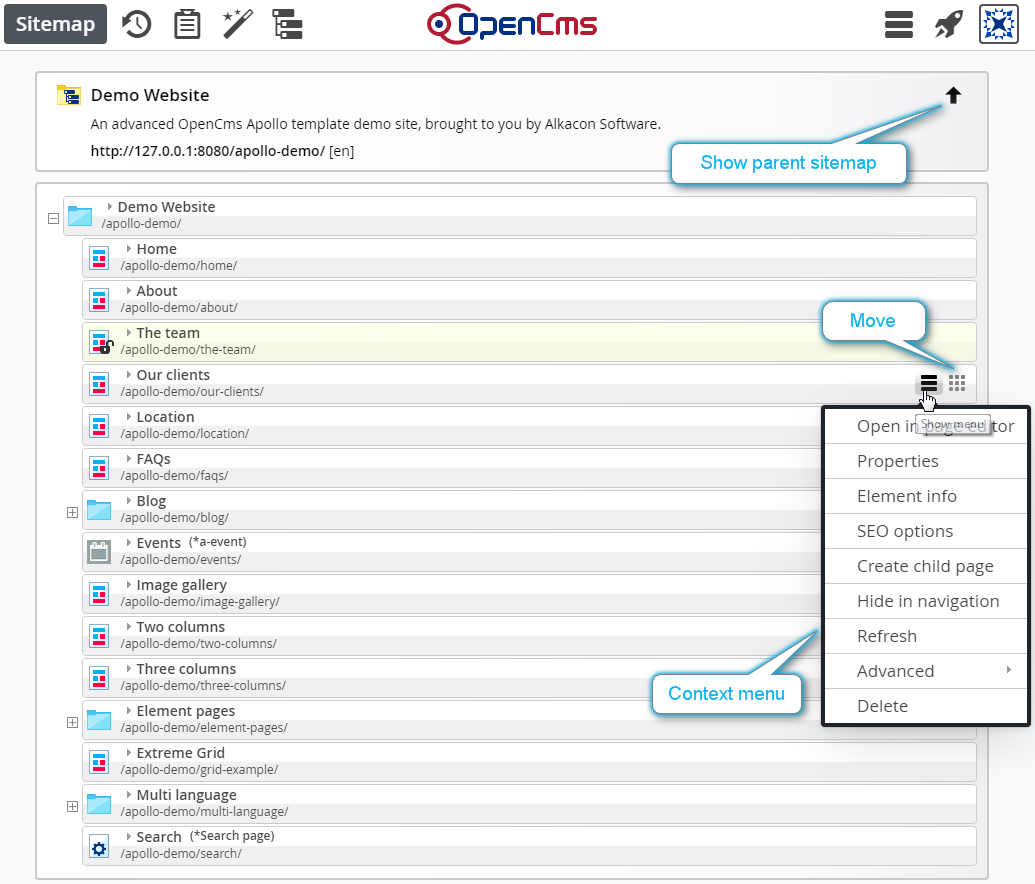 Sitemap
OpenCms
Demo Website
An advanced OpenCms Apollo template demo site, brought to you by Alkacon Software.
http://127.0.0.1:8080/apollo-demo/ [en]
Show parent sitemap
Demo Website
/apollo-demo/
Home
/apollo-demo/home/
About
/apollo-demo/about/
Move
The team
/apollo-demo/the-team/
Our clients
/apollo-demo/our-clients/
Location
/apollo-demo/location/
FAQs
/apollo-demo/faqs/
Blog
/apollo-demo/blog/
Events (*a-event)
/apollo-demo/events/
Image gallery
/apollo-demo/image-gallery/
Two columns
/apollo-demo/two-columns/
Three columns
/apollo-demo/three-columns/
Element pages
/apollo-demo/element-pages/
Extreme Grid
/apollo-demo/grid-example/
Multi language
/apollo-demo/multi-language/
Search (*Search page)
/apollo-demo/search/
Show menu
Open in page editor
Properties
Element info
SEO options
Create child page
Hide in navigation
Refresh
Advanced
Delete
Context menu